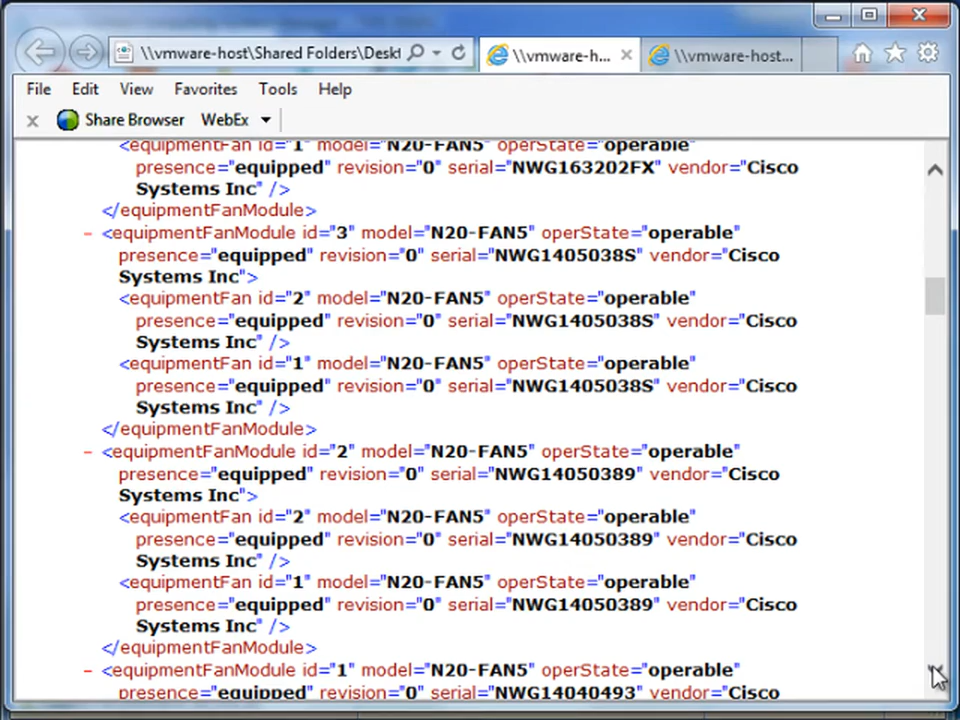 \\vmware-host\Shared Folders\Deskt
\\vmware-h...
\\vmware-host...
File Edit View Favorites Tools Help
x Share Browser WebEx
<equipmentFan id="1" model="N20-FAN5" operState="operable"
presence="equipped" revision="0" serial="NWG163202FX" vendor="Cisco
Systems Inc" />
</equipmentFanModule>
- <equipmentFanModule id="3" model="N20-FAN5" operState="operable"
presence="equipped" revision="0" serial="NWG1405038S" vendor="Cisco
Systems Inc">
<equipmentFan id="2" model="N20-FAN5" operState="operable"
presence="equipped" revision="0" serial="NWG1405038S" vendor="Cisco
Systems Inc" />
<equipmentFan id="1" model="N20-FAN5" operState="operable"
presence="equipped" revision="0" serial="NWG1405038S" vendor="Cisco
Systems Inc" />
</equipmentFanModule>
- <equipmentFanModule id="2" model="N20-FAN5" operState="operable"
presence="equipped" revision="0" serial="NWG14050389" vendor="Cisco
Systems Inc">
<equipmentFan id="2" model="N20-FAN5" operState="operable"
presence="equipped" revision="0" serial="NWG14050389" vendor="Cisco
Systems Inc" />
<equipmentFan id="1" model="N20-FAN5" operState="operable"
presence="equipped" revision="0" serial="NWG14050389" vendor="Cisco
Systems Inc" />
</equipmentFanModule>
- <equipmentFanModule id="1" model="N20-FAN5" operState="operable"
presence="equipped" revision="0" serial="NWG14040493" vendor="Cisco